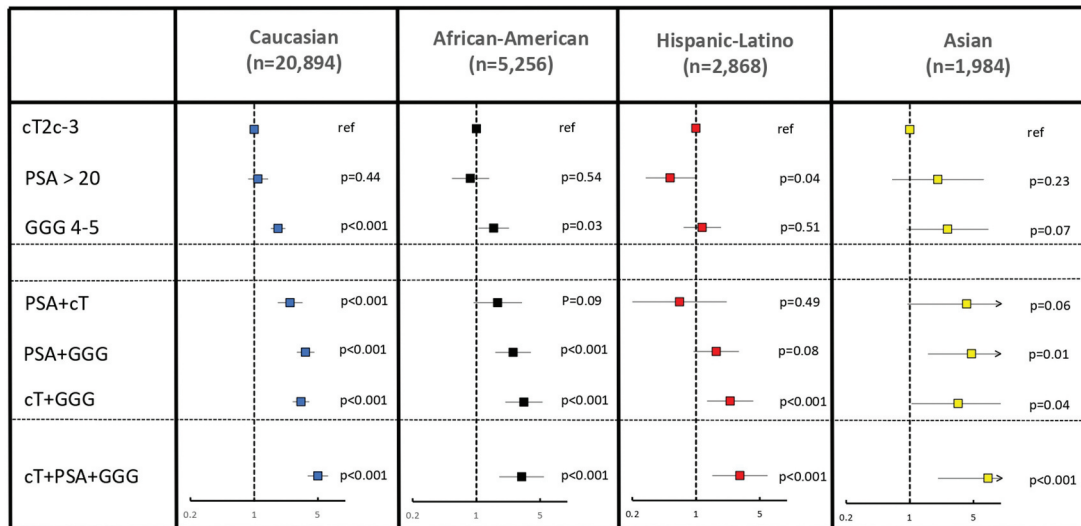 Caucasian
(n=20,894)
African-American
(n=5,256)
Hispanic-Latino
(n=2,868)
Asian
(n=1,984)
cT2c-3 ref ref ref ref
PSA > 20 p=0.44 p=0.54 p=0.04 p=0.23
GGG 4-5 p<0.001 p=0.03 p=0.51 p=0.07
PSA+cT p<0.001 P=0.09 p=0.49 p=0.06
PSA+GGG p<0.001 p<0.001 p=0.08 p=0.01
cT+GGG p<0.001 p<0.001 p<0.001 p=0.04
cT+PSA+GGG p<0.001 p<0.001 p<0.001 p<0.001
0.2 1 5 0.2 1 5 0.2 1 5 0.2 1 5